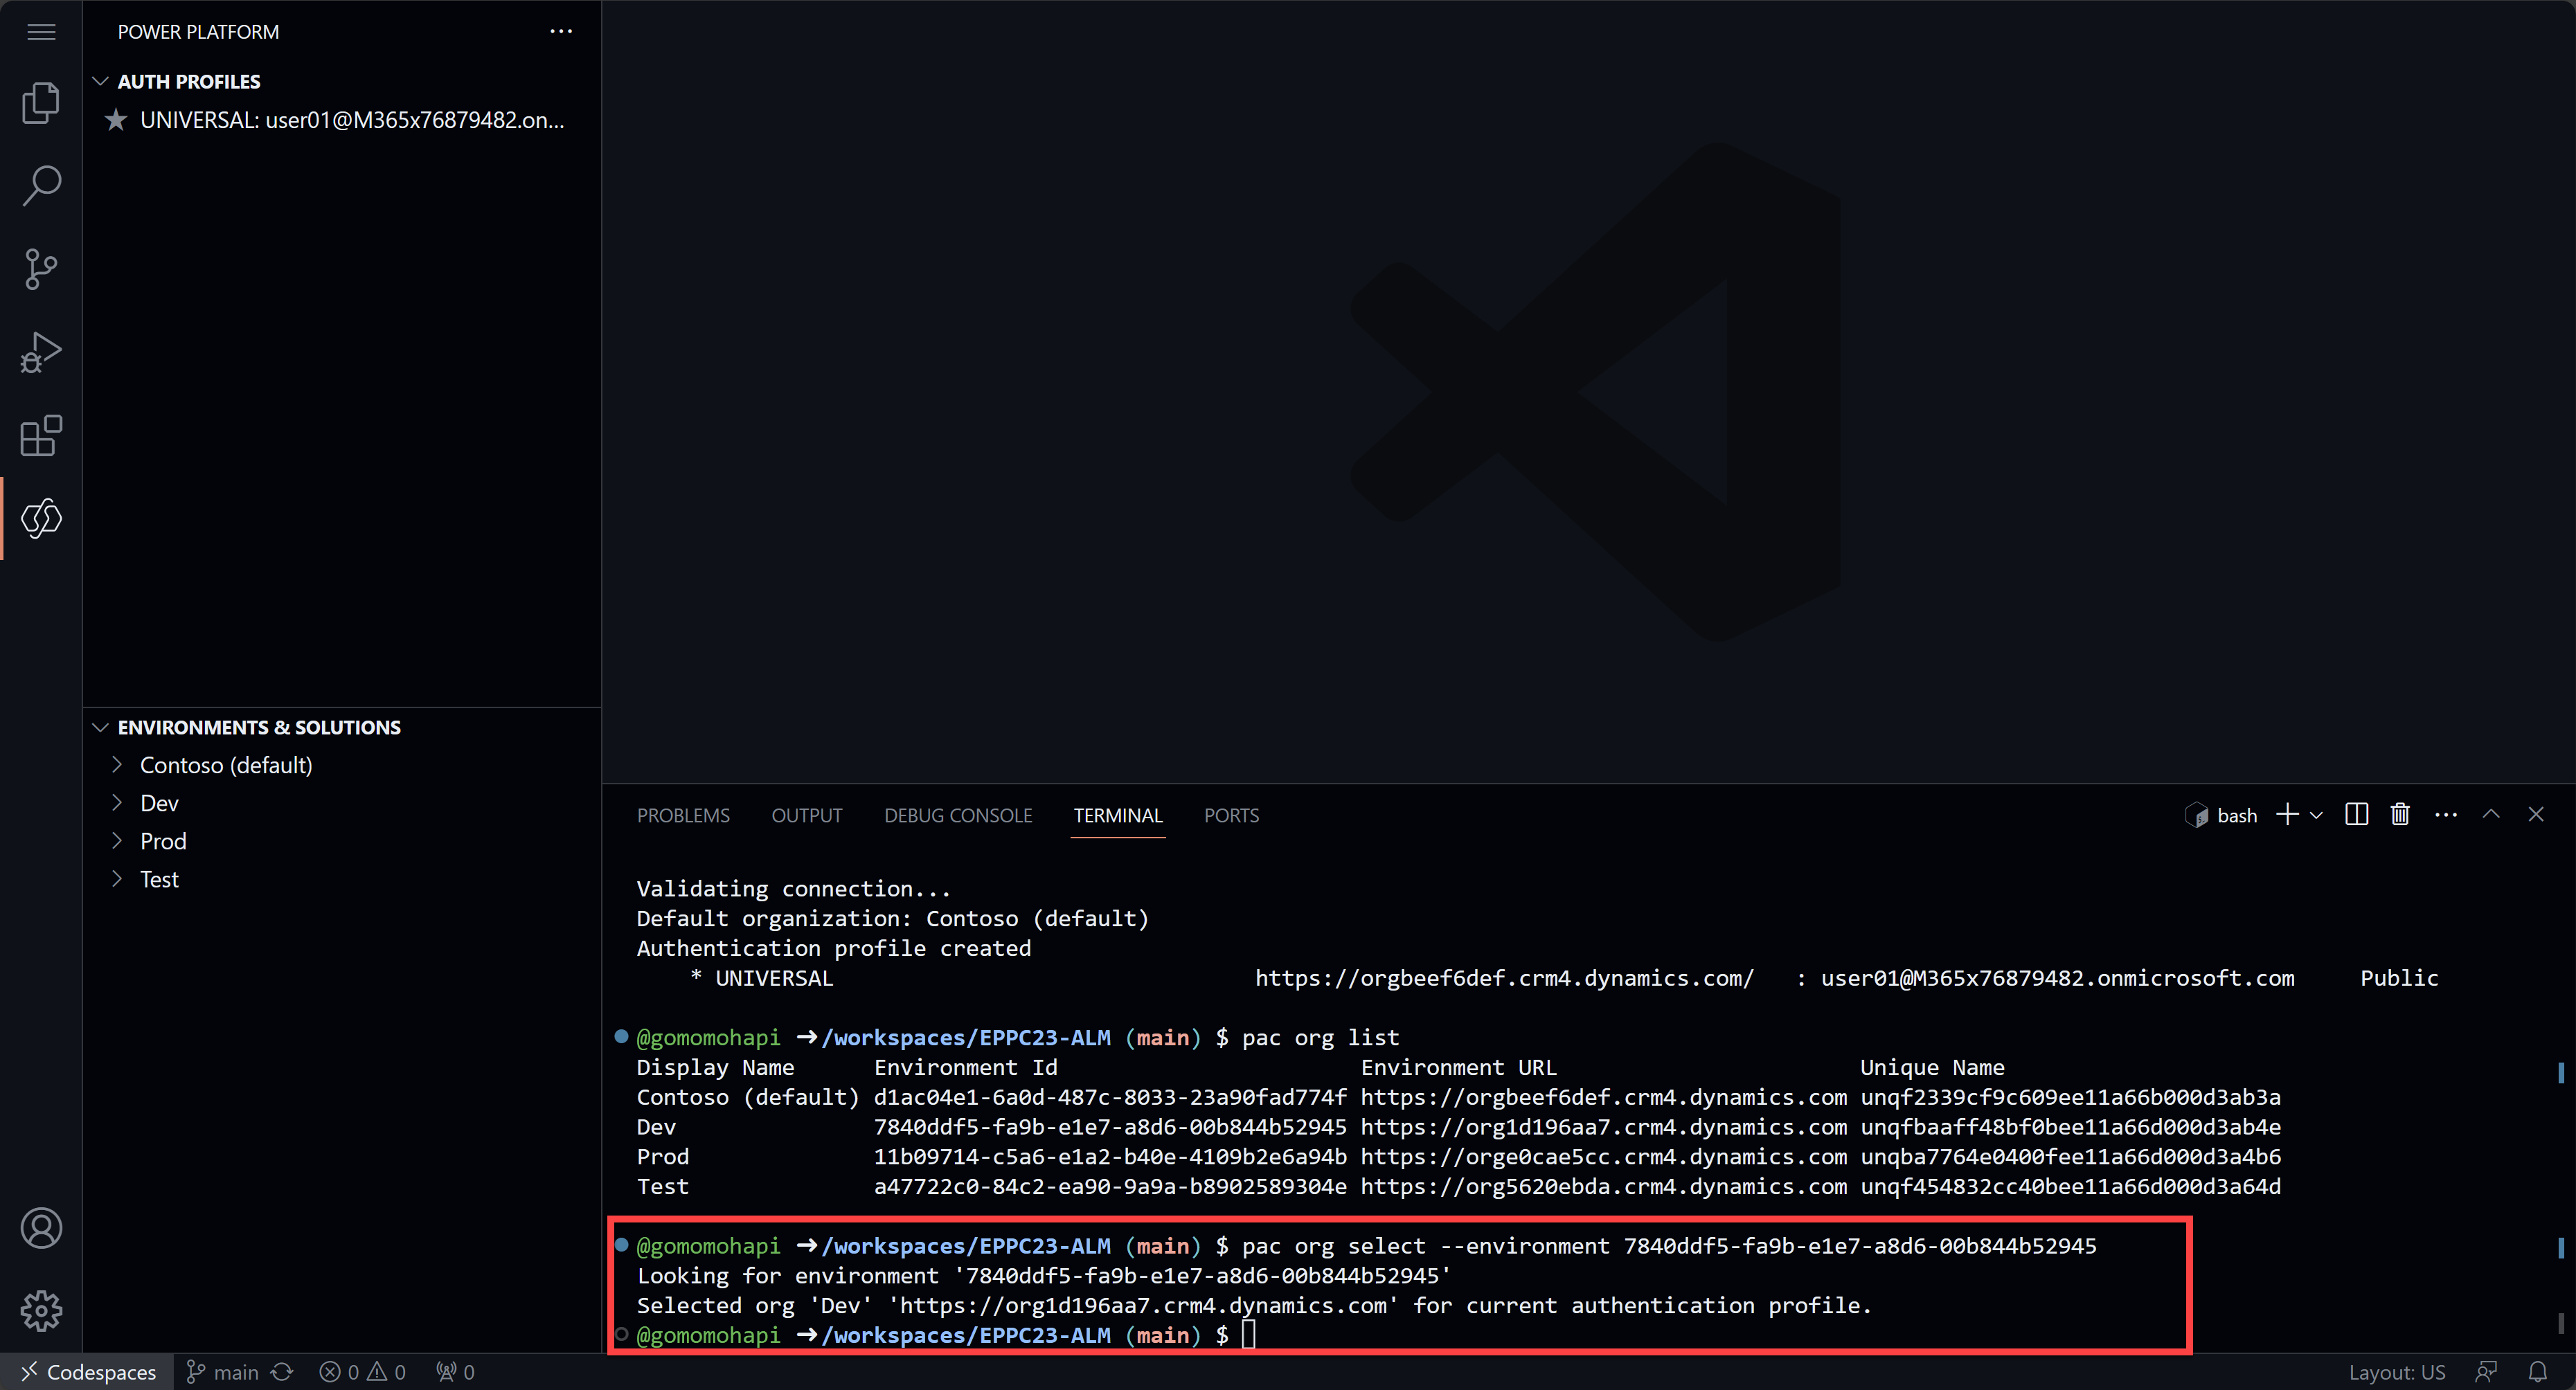 POWER PLATFORM
AUTH PROFILES
UNIVERSAL: user01@M365x76879482.on...
ENVIRONMENTS & SOLUTIONS
Contoso (default)
Dev
Prod
Test
PROBLEMS OUTPUT DEBUG CONSOLE TERMINAL PORTS bash
Validating connection...
Default organization: Contoso (default)
Authentication profile created
* UNIVERSAL https://orgbeef6def.crm4.dynamics.com/ : user01@M365x76879482.onmicrosoft.com Public
@gomomohapi ➜/workspaces/EPPC23-ALM (main) $ pac org list
Display Name Environment Id Environment URL Unique Name
Contoso (default) d1ac04e1-6a0d-487c-8033-23a90fad774f https://orgbeef6def.crm4.dynamics.com unqf2339cf9c609ee11a66b000d3ab3a
Dev 7840ddf5-fa9b-e1e7-a8d6-00b844b52945 https://org1d196aa7.crm4.dynamics.com unqfbaaff48bf0bee11a66d000d3ab4e
Prod 11b09714-c5a6-e1a2-b40e-4109b2e6a94b https://orge0cae5cc.crm4.dynamics.com unqba7764e0400fee11a66d000d3a4b6
Test a47722c0-84c2-ea90-9a9a-b8902589304e https://org5620ebda.crm4.dynamics.com unqf454832cc40bee11a66d000d3a64d
@gomomohapi ➜/workspaces/EPPC23-ALM (main) $ pac org select --environment 7840ddf5-fa9b-e1e7-a8d6-00b844b52945
Looking for environment '7840ddf5-fa9b-e1e7-a8d6-00b844b52945'
Selected org 'Dev' 'https://org1d196aa7.crm4.dynamics.com' for current authentication profile.
@gomomohapi ➜/workspaces/EPPC23-ALM (main) $
Codespaces main 0 0 0 Layout: US